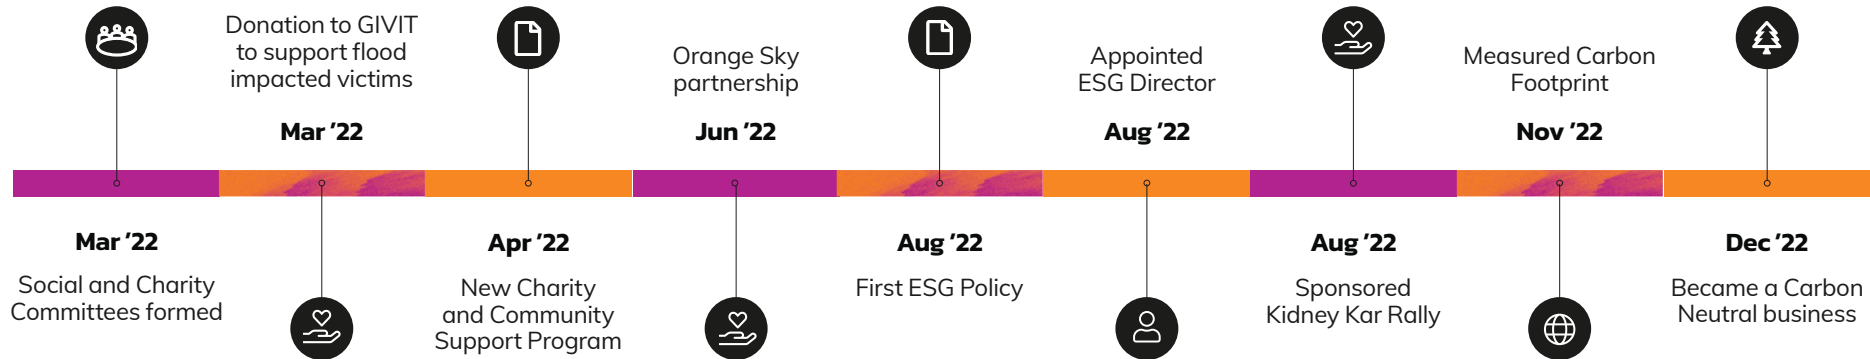 Mar ’22
Social and Charity
Committees formed
Donation to GIVIT
to support flood
impacted victims
Mar ’22
Apr ’22
New Charity
and Community
Support Program
Orange Sky
partnership
Jun ’22
Aug ’22
First ESG Policy
Appointed
ESG Director
Aug ’22
Aug ’22
Sponsored
Kidney Kar Rally
Measured Carbon
Footprint
Nov ’22
Dec ’22
Became a Carbon
Neutral business